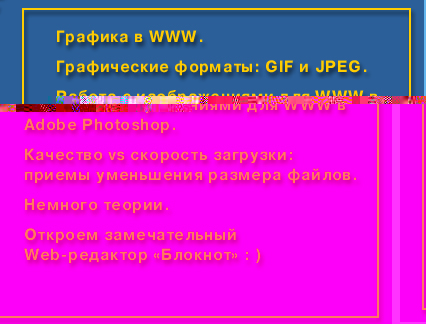 Графика в WWW.
Графические форматы: GIF и JPEG.
Работа с изображениями для WWW в
Adobe Photoshop.
Качество vs скорость загрузки:
приемы уменьшения размера файлов.
Немного теории.
Откроем замечательный
Web-редактор «Блокнот» : )